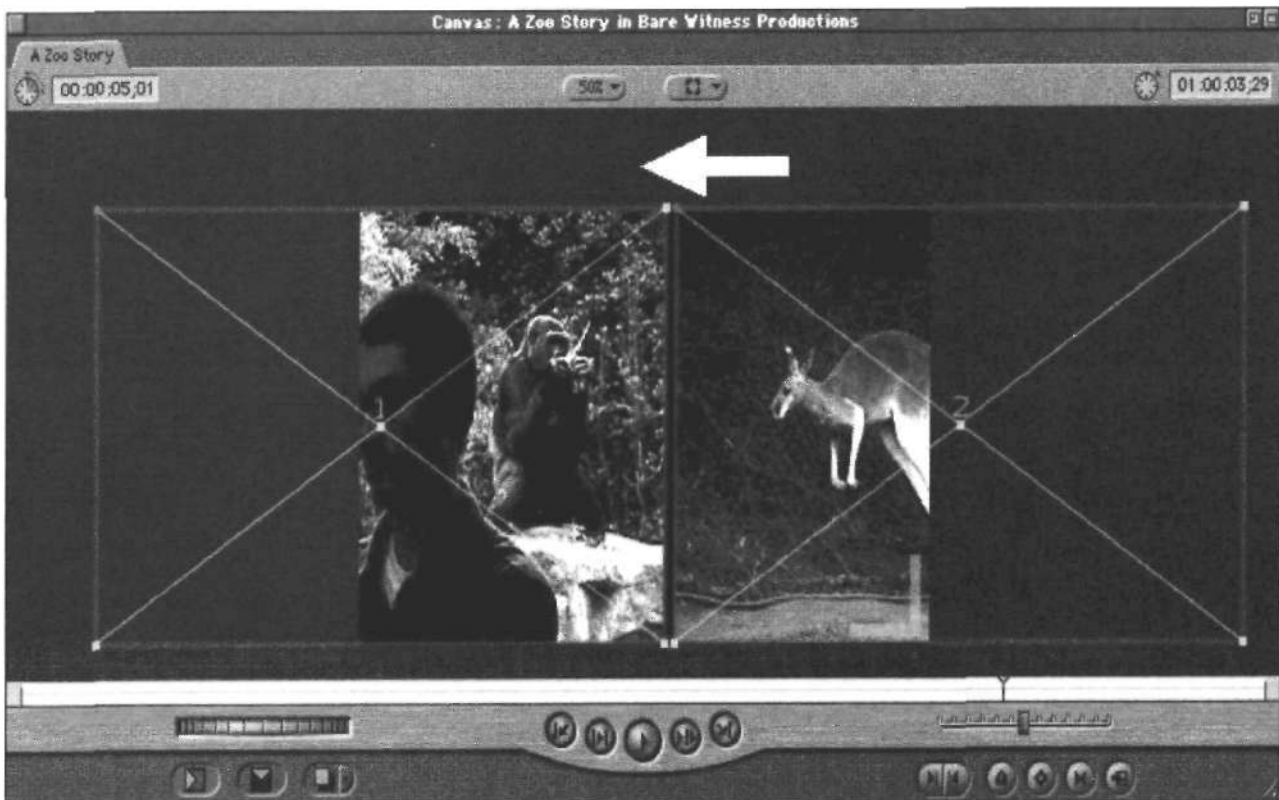 Canvas: A Zoo Story in Bare Witness Productions
A Zoo Story
00:00:05;01
50%
01:00:03;29
1
2